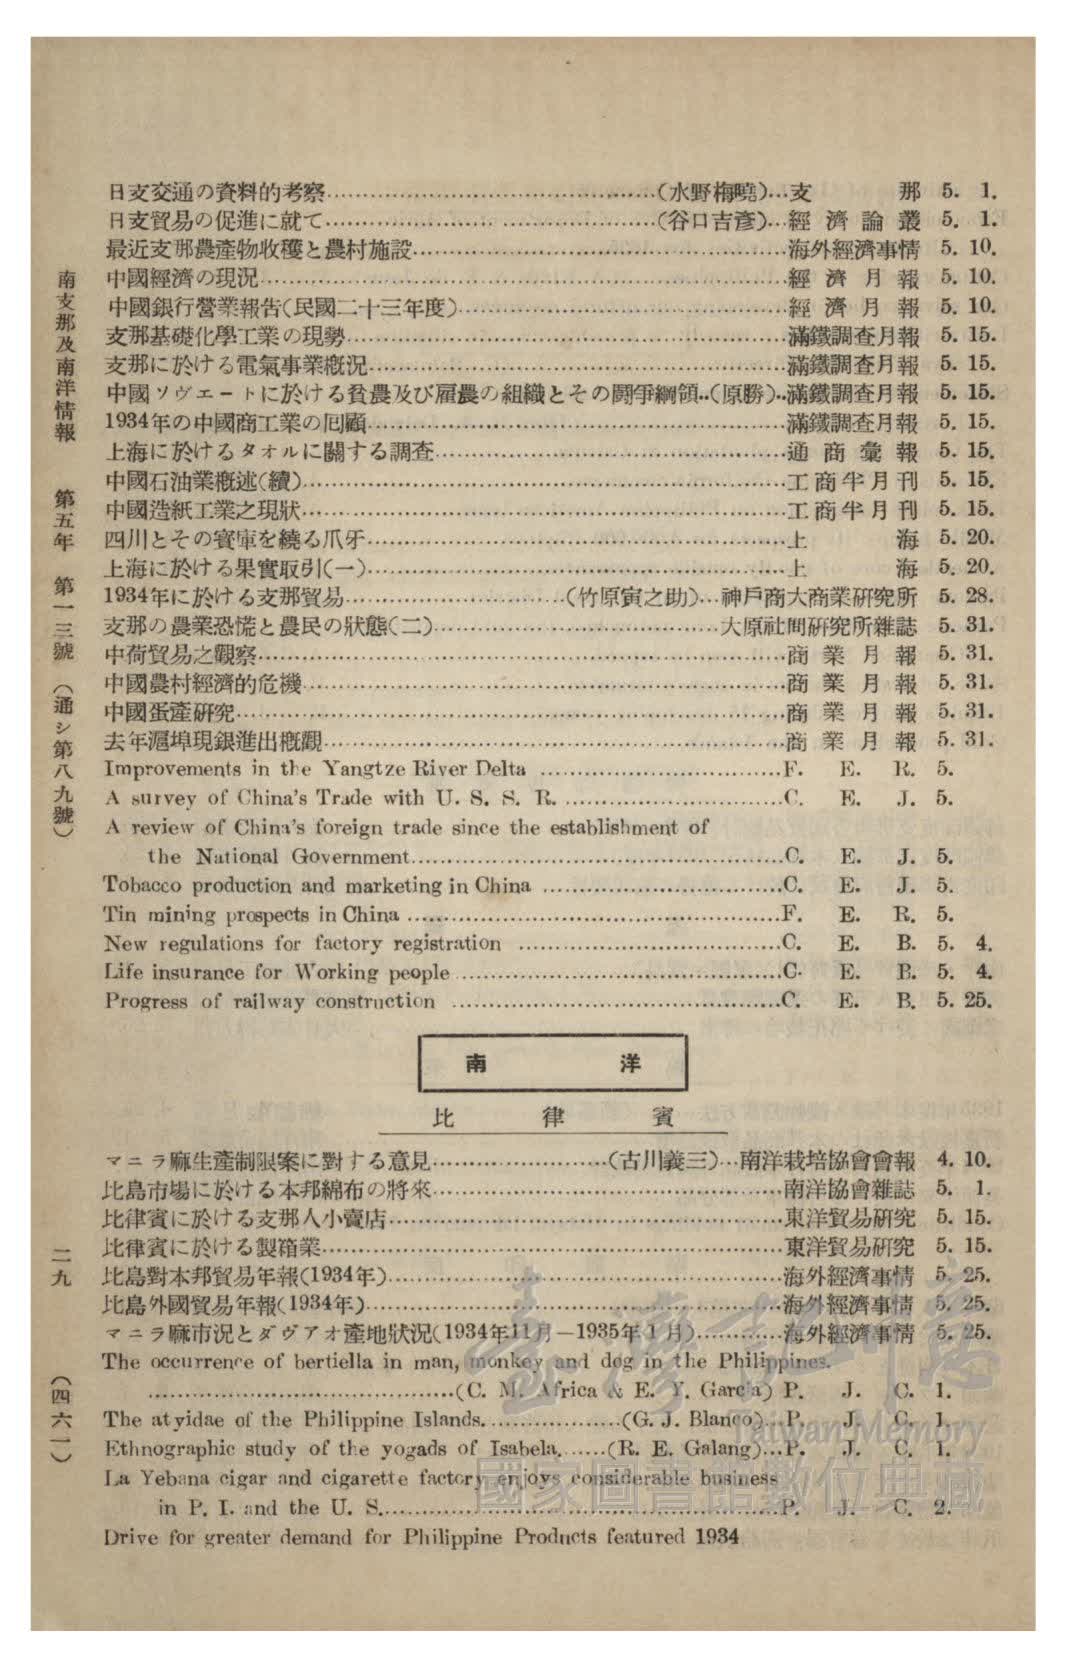 日支交通の資料的考察……(水野梅曉)…支那 5. 1.
日支貿易の促進に就て……(谷口吉彥)…經濟論叢 5. 1.
最近支那農產物收穫と農村施設……海外經濟事情 5. 10.
中國經濟の現況……經濟月報 5. 10.
中國銀行營業報告(民國二十三年度)……經濟月報 5. 10.
支那基礎化學工業の現勢……滿鐵調查月報 5. 15.
支那に於ける電氣事業槪況……滿鐵調查月報 5. 15.
中國ソヴエートに於ける貧農及び雇農の組織とその鬪爭綱領‥(原勝)‥滿鐵調查月報 5. 15.
1934年の中國商工業の回顧……滿鐵調查月報 5. 15.
上海に於けるタオルに關する調查……通商彙報 5. 15.
中國石油業槪述(續)……工商半月刊 5. 15.
中國造紙工業之現狀……工商半月刊 5. 15.
四川とその寶庫を繞る爪牙……上海 5. 20.
上海に於ける果實取引(一)……上海 5. 20.
1934年に於ける支那貿易……(竹原寅之助)…神戶商大商業硏究所 5. 28.
支那の農業恐慌と農民の狀態(二)……大原社問硏究所雜誌 5. 31.
中荷貿易之觀察……商業月報 5. 31.
中國農村經濟的危機……商業月報 5. 31.
中國蛋產硏究……商業月報 5. 31.
去年滬埠現銀進出槪觀……商業月報 5. 31.
Improvements in the Yangtze River Delta ……F. E. R. 5.
A survey of China's Trade with U. S. S. R. ……C. E. J. 5.
A review of China's foreign trade since the establishment of
the National Government……C. E. J. 5.
Tobacco production and marketing in China ……C. E. J. 5.
Tin mining prospects in China ……F. E. R. 5.
New regulations for factory registration ……C. E. B. 5. 4.
Life insurance for Working people ……C. E. B. 5. 4.
Progress of railway construction ……C. E. B. 5. 25.
南洋
比律賓
マニラ麻生產制限案に對する意見……(古川義三)…南洋栽培協會會報 4. 10.
比島市場に於ける本邦綿布の將來……南洋協會雜誌 5. 1.
比律賓に於ける支那人小賣店……東洋貿易硏究 5. 15.
比律賓に於ける製箱業……東洋貿易硏究 5. 15.
比島對本邦貿易年報(1934年)……海外經濟事情 5. 25.
比島外國貿易年報(1934年)……海外經濟事情 5. 25.
マニラ麻市況とダヴアオ產地狀況(1934年11月—1935年1月)……海外經濟事情 5. 25.
The occurrence of bertiella in man, monkey and dog in the Philippines.
……(C. M. Africa & E. Y. Garcia) P. J. C. 1.
The atyidae of the Philippine Islands……(G. J. Blanco)…P. J. C. 1.
Ethnographic study of the yogads of Isabela.……(R. E. Galang)…P. J. C. 1.
La Yebana cigar and cigarette factory enjoys considerable business
in P. I. and the U. S.……P. J. C. 2.
Drive for greater demand for Philippine Products featured 1934
南支那及南洋情報 第五年 第一三號 (通シ第八九號)
二九
(四六一)
臺灣記憶
Taiwan Memory
國家圖書館數位典藏